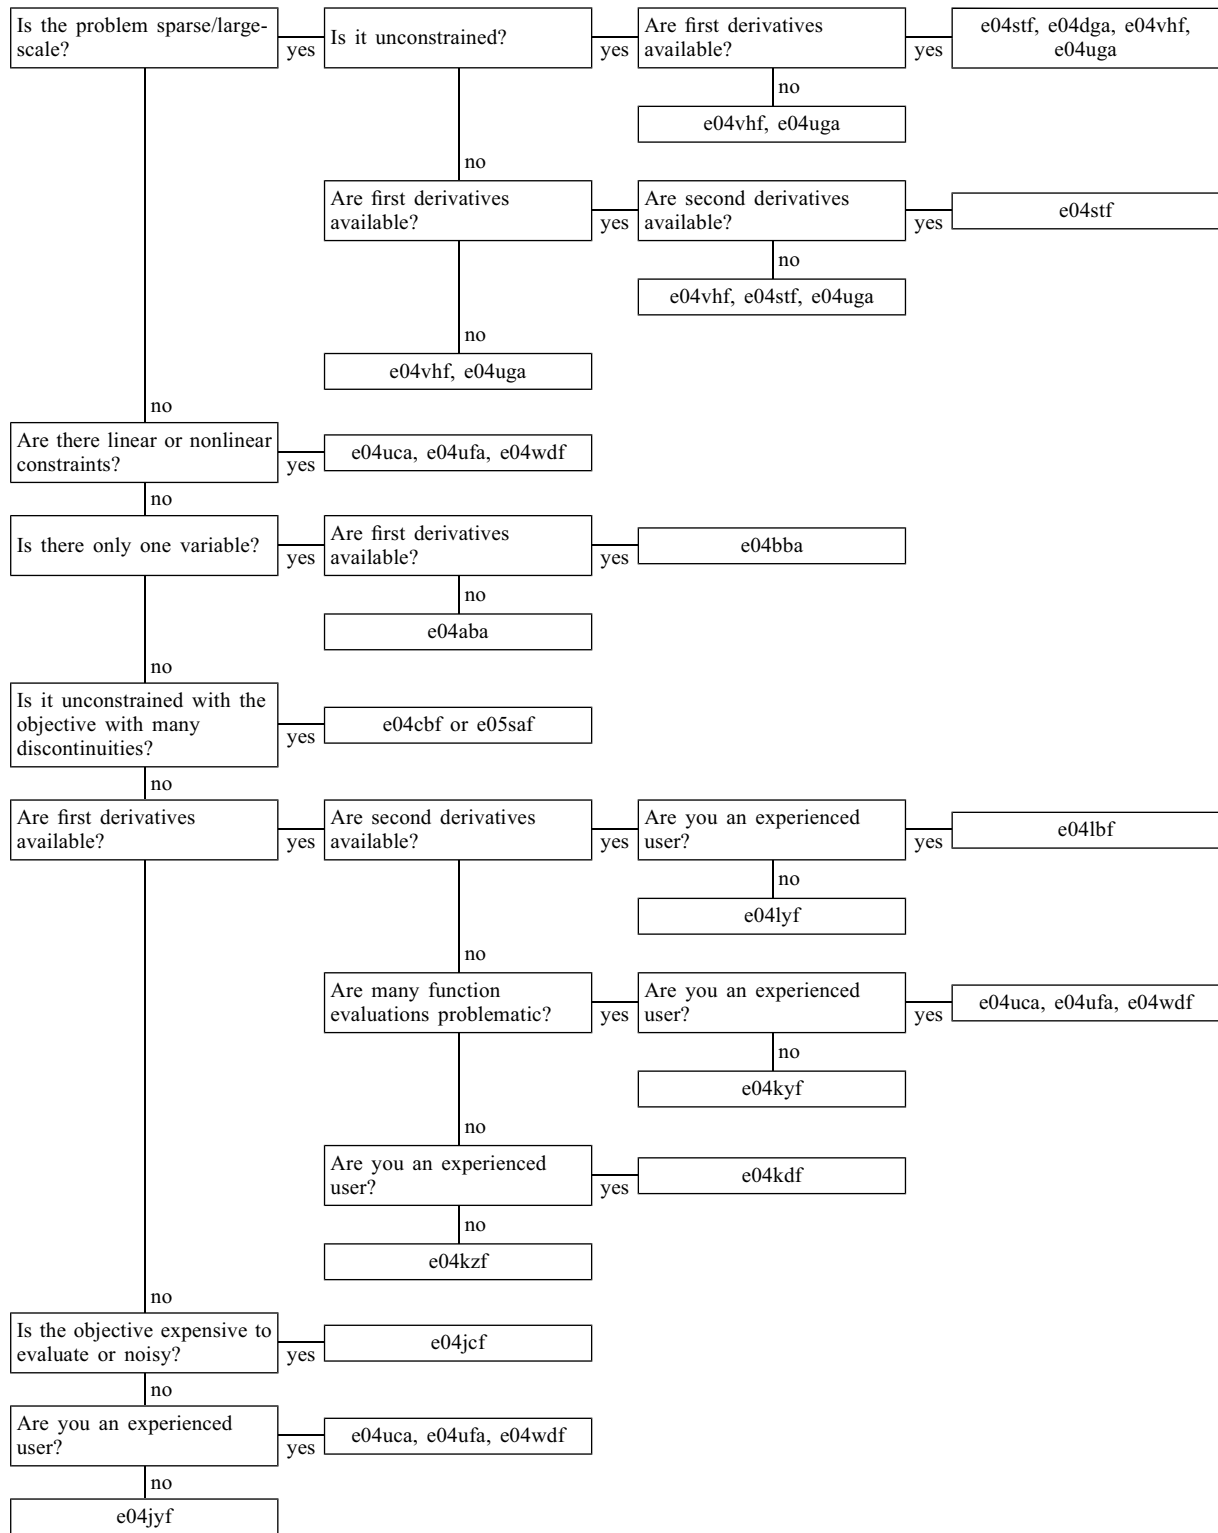 Is the problem sparse/large-
scale?
yes
Is it unconstrained?
yes
Are first derivatives
available?
yes
e04stf, e04dga, e04vhf,
e04uga
no
e04vhf, e04uga
no
Are first derivatives
available?
yes
Are second derivatives
available?
yes
e04stf
no
e04vhf, e04stf, e04uga
no
e04vhf, e04uga
no
Are there linear or nonlinear
constraints?
yes
e04uca, e04ufa, e04wdf
no
Is there only one variable?
yes
Are first derivatives
available?
yes
e04bba
no
e04aba
no
Is it unconstrained with the
objective with many
discontinuities?
yes
e04cbf or e05saf
no
Are first derivatives
available?
yes
Are second derivatives
available?
yes
Are you an experienced
user?
yes
e04lbf
no
e04lyf
no
Are many function
evaluations problematic?
yes
Are you an experienced
user?
yes
e04uca, e04ufa, e04wdf
no
e04kyf
no
Are you an experienced
user?
yes
e04kdf
no
e04kzf
no
Is the objective expensive to
evaluate or noisy?
yes
e04jcf
no
Are you an experienced
user?
yes
e04uca, e04ufa, e04wdf
no
e04jyf